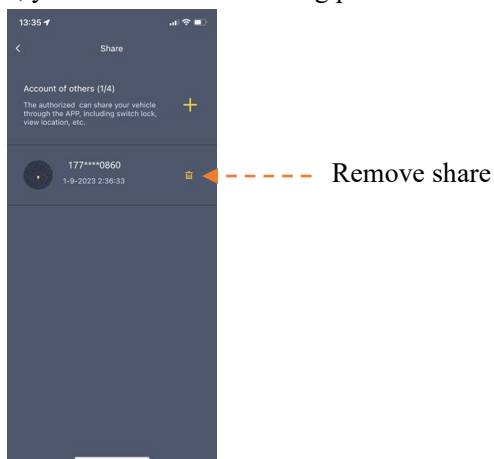 13:35
Share
Account of others (1/4)
The authorized can share your vehicle
through the APP, including switch lock,
view location, etc.
177****0860
1-9-2023 2:36:33
Remove share